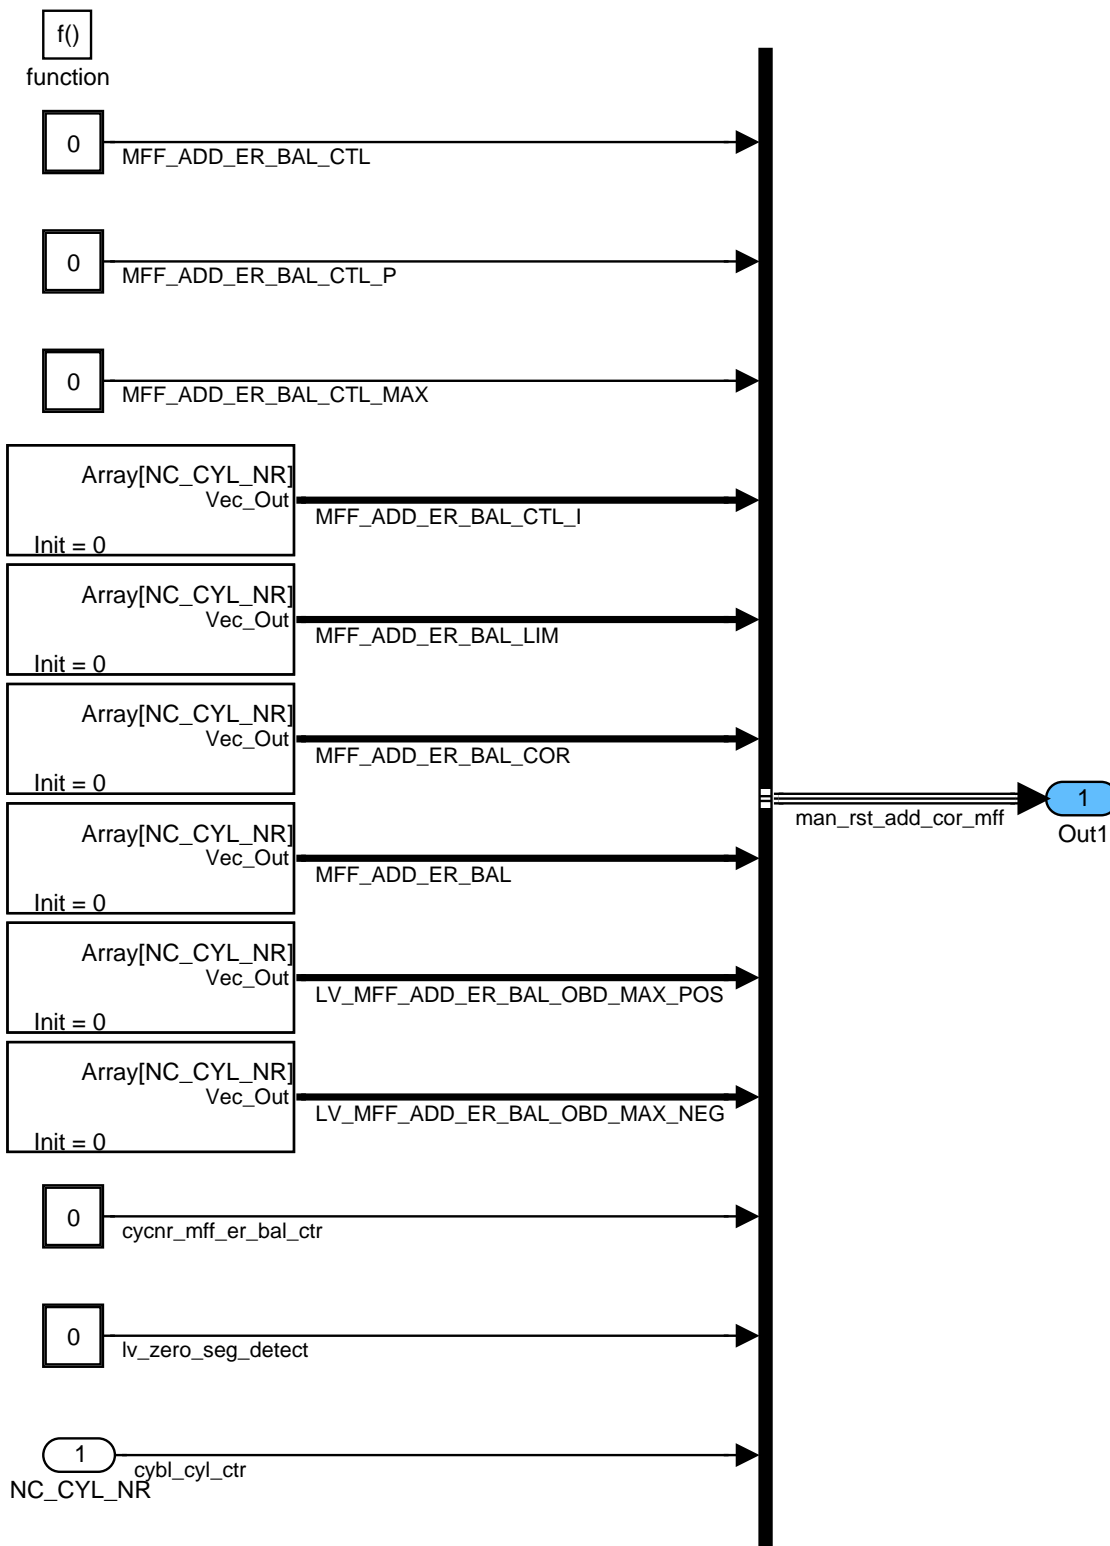 f()
function
0
MFF_ADD_ER_BAL_CTL
0
MFF_ADD_ER_BAL_CTL_P
0
MFF_ADD_ER_BAL_CTL_MAX
Array[NC_CYL_NR]
Vec_Out
Init = 0
MFF_ADD_ER_BAL_CTL_I
Array[NC_CYL_NR]
Vec_Out
Init = 0
MFF_ADD_ER_BAL_LIM
Array[NC_CYL_NR]
Vec_Out
Init = 0
MFF_ADD_ER_BAL_COR
man_rst_add_cor_mff
1
Out1
Array[NC_CYL_NR]
Vec_Out
Init = 0
MFF_ADD_ER_BAL
Array[NC_CYL_NR]
Vec_Out
Init = 0
LV_MFF_ADD_ER_BAL_OBD_MAX_POS
Array[NC_CYL_NR]
Vec_Out
Init = 0
LV_MFF_ADD_ER_BAL_OBD_MAX_NEG
0
cycnr_mff_er_bal_ctr
0
lv_zero_seg_detect
1
cybl_cyl_ctr
NC_CYL_NR